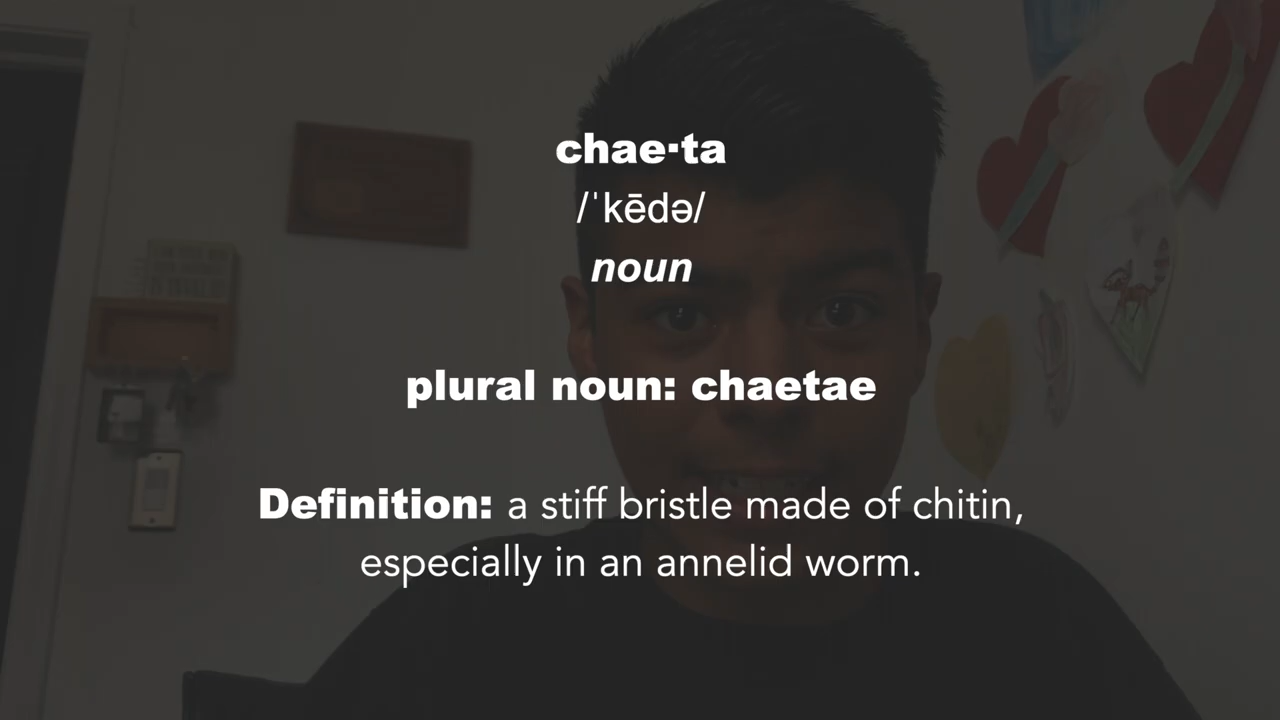 chae·ta
/ˈkēdə/
noun
plural noun: chaetae
Definition: a stiff bristle made of chitin,
especially in an annelid worm.